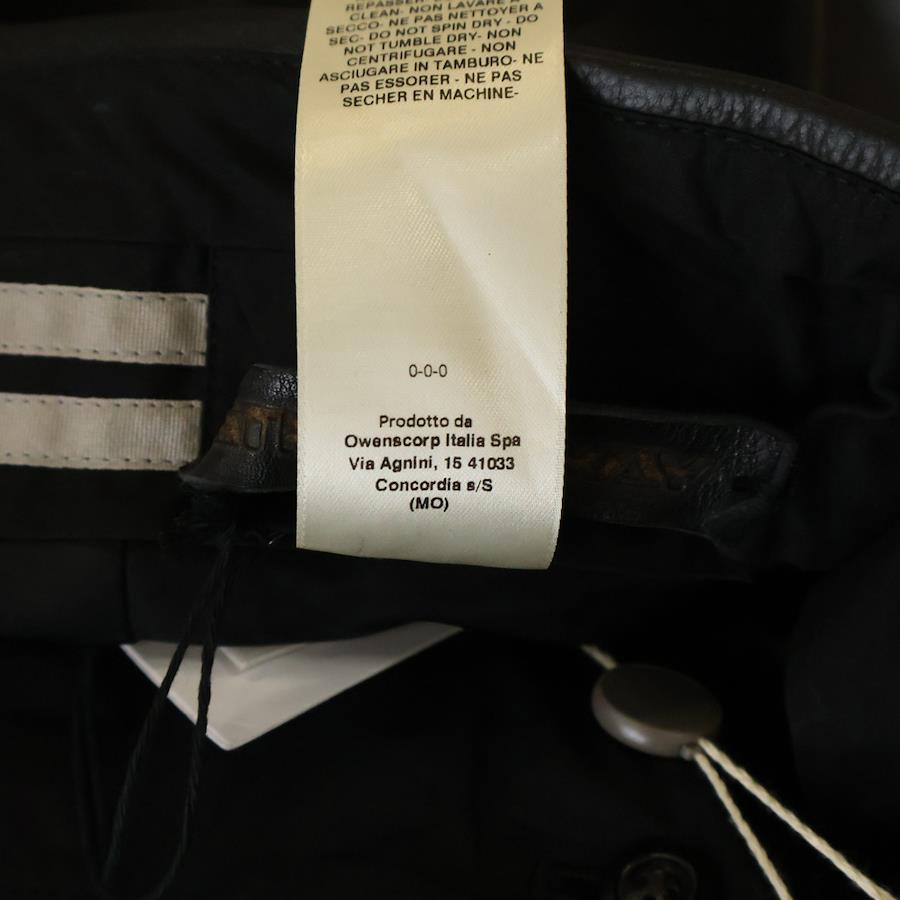 REPASSER-
CLEAN- NON LAVARE A
SECCO- NE PAS NETTOYER A
SEC- DO NOT SPIN DRY - DO
NOT TUMBLE DRY- NON
CENTRIFUGARE - NON
ASCIUGARE IN TAMBURO- NE
PAS ESSORER - NE PAS
SECHER EN MACHINE-
0-0-0
Prodotto da
Owenscorp Italia Spa
Via Agnini, 15 41033
Concordia s/S
(MO)